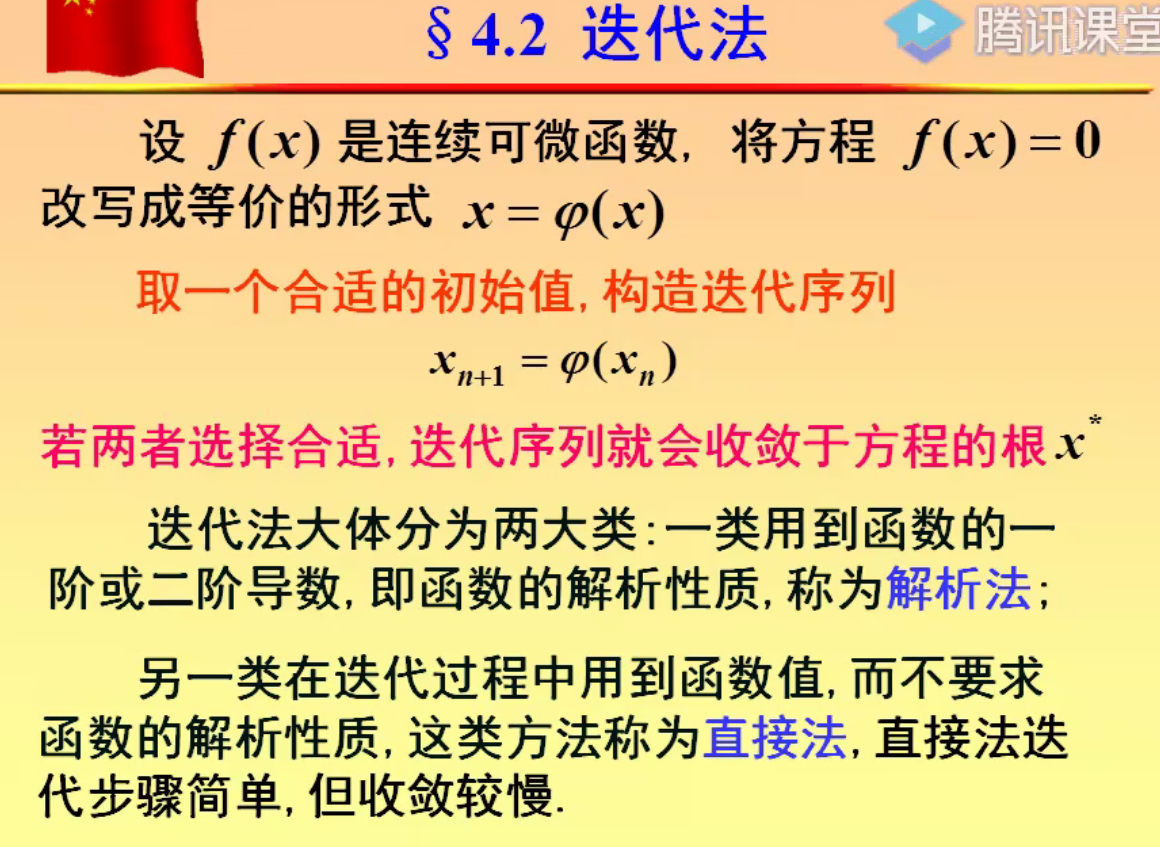 §4.2 迭代法
腾讯课堂
设 f(x) 是连续可微函数, 将方程 f(x)=0
改写成等价的形式 x=φ(x)
取一个合适的初始值,构造迭代序列
xₙ₊₁ = φ(xₙ)
若两者选择合适,迭代序列就会收敛于方程的根 x*
迭代法大体分为两大类:一类用到函数的一
阶或二阶导数,即函数的解析性质,称为解析法;
另一类在迭代过程中用到函数值,而不要求
函数的解析性质,这类方法称为直接法,直接法迭
代步骤简单,但收敛较慢.